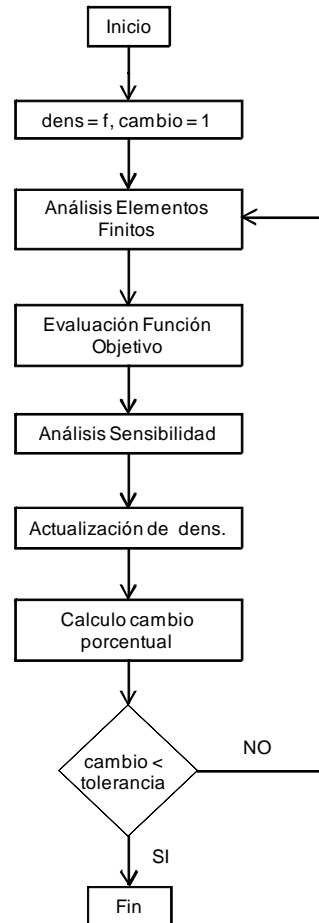 Inicio
dens = f, cambio = 1
Análisis Elementos
Finitos
Evaluación Función
Objetivo
Análisis Sensibilidad
Actualización de dens.
Calculo cambio
porcentual
cambio <
tolerancia
NO
SI
Fin